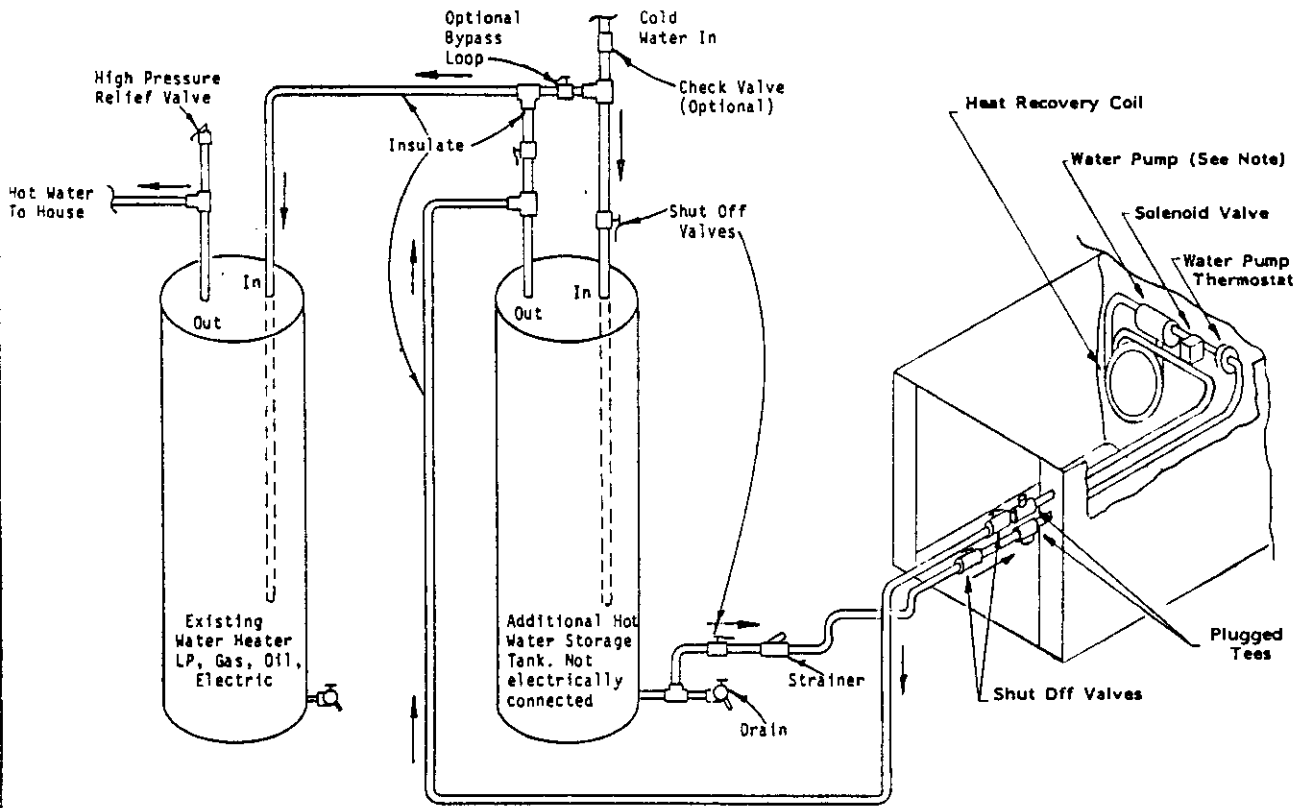 Optional
Bypass
Loop
Cold
Water In
High Pressure
Relief Valve
Check Valve
(Optional)
Insulate
Hot Water
To House
Shut Off
Valves
In
Out
In
Out
Heat Recovery Coil
Water Pump (See Note)
Solenoid Valve
Water Pump
Thermostat
Existing
Water Heater
LP, Gas, Oil,
Electric
Additional Hot
Water Storage
Tank. Not
electrically
connected
Strainer
Drain
Plugged
Tees
Shut Off Valves